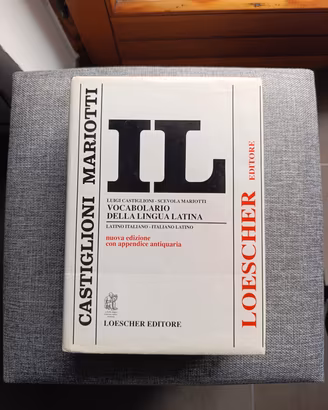 CASTIGLIONI MARIOTTI
IL
LUIGI CASTIGLIONI - SCEVOLA MARIOTTI
VOCABOLARIO
DELLA LINGUA LATINA
LATINO ITALIANO - ITALIANO LATINO
nuova edizione
con appendice antiquaria
LOESCHER EDITORE
LOESCHER EDITORE